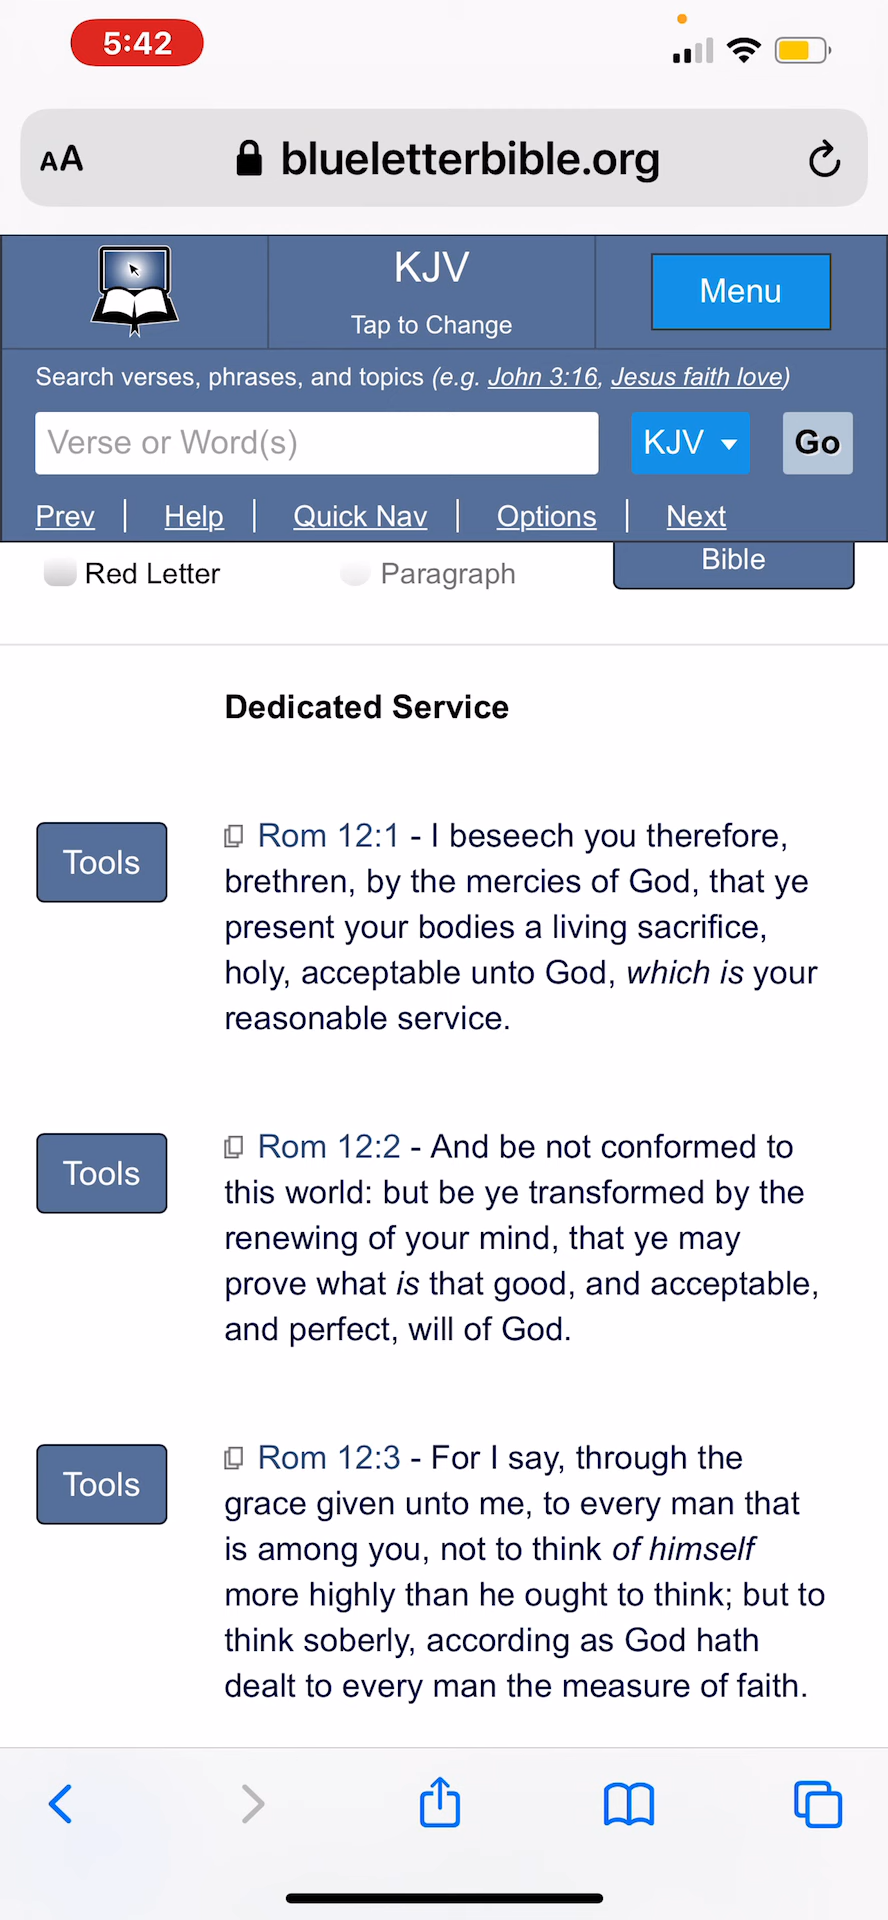 5:42
AA blueletterbible.org
KJV
Tap to Change
Menu
Search verses, phrases, and topics (e.g. John 3:16, Jesus faith love)
Verse or Word(s)
KJV
Go
Prev | Help | Quick Nav | Options | Next
Red Letter
Paragraph
Bible
Dedicated Service
Tools
Rom 12:1 - I beseech you therefore,
brethren, by the mercies of God, that ye
present your bodies a living sacrifice,
holy, acceptable unto God, which is your
reasonable service.
Tools
Rom 12:2 - And be not conformed to
this world: but be ye transformed by the
renewing of your mind, that ye may
prove what is that good, and acceptable,
and perfect, will of God.
Tools
Rom 12:3 - For I say, through the
grace given unto me, to every man that
is among you, not to think of himself
more highly than he ought to think; but to
think soberly, according as God hath
dealt to every man the measure of faith.